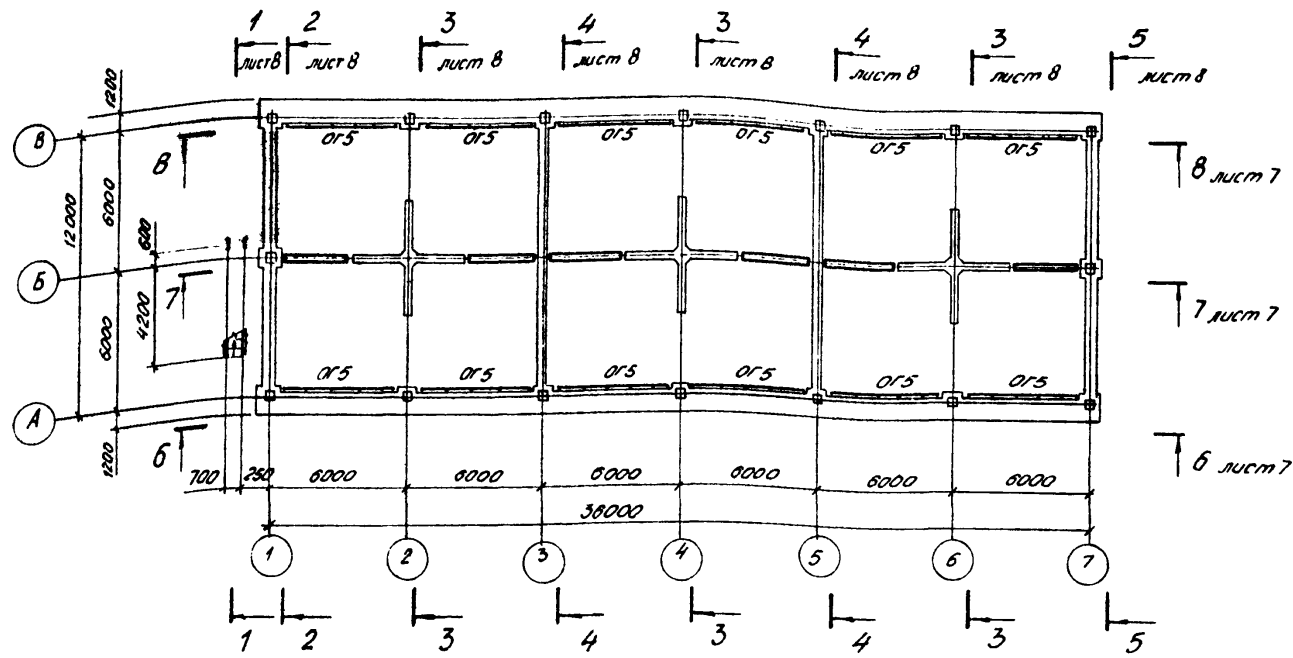 1 2 3 4 3 4 3 5
лист 8 лист 8 лист 8 лист 8 лист 8 лист 8 лист 8 лист 8
1200
В
8
ОГ5 ОГ5 ОГ5 ОГ5 ОГ5 ОГ5
8 лист 7
12000
6000
600
Б
7
7 лист 7
4200
6000
ОГ5 ОГ5 ОГ5 ОГ5 ОГ5 ОГ5
А
1200
6
6 лист 7
700 250 6000 6000 6000 6000 6000 6000
36000
1 2 3 4 5 6 7
1 2 3 4 3 4 3 5